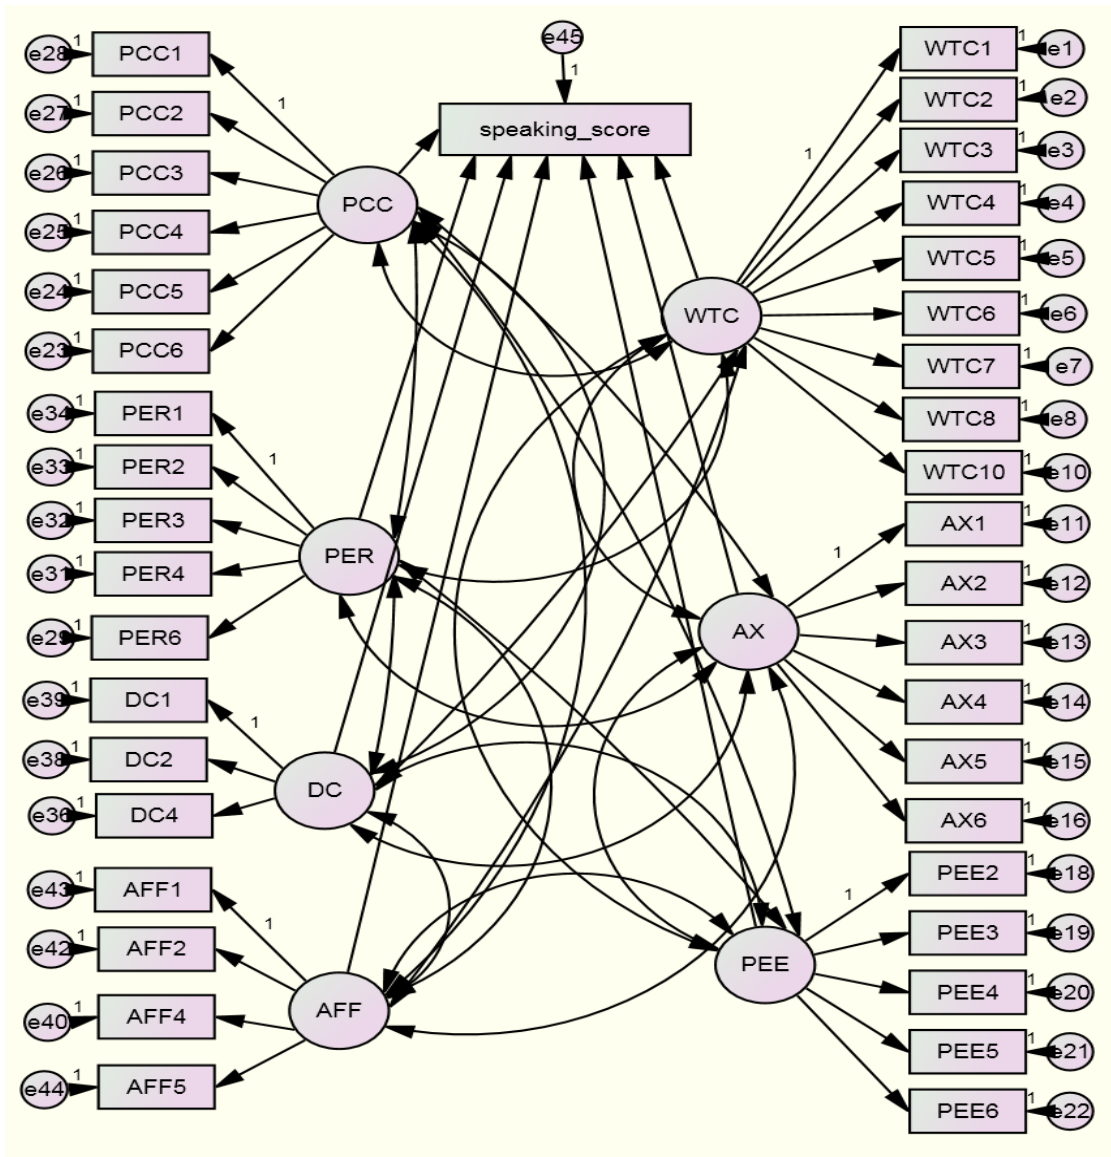 e45
1
speaking_score
e28
1
PCC1
e27
1
PCC2
e26
1
PCC3
e25
1
PCC4
e24
1
PCC5
e23
1
PCC6
1
PCC
e34
1
PER1
e33
1
PER2
e32
1
PER3
e31
1
PER4
e29
1
PER6
1
PER
e39
1
DC1
e38
1
DC2
e36
1
DC4
1
DC
e43
1
AFF1
e42
1
AFF2
e40
1
AFF4
e44
1
AFF5
1
AFF
WTC
1
WTC1
1
e1
WTC2
1
e2
WTC3
1
e3
WTC4
1
e4
WTC5
1
e5
WTC6
1
e6
WTC7
1
e7
WTC8
1
e8
WTC10
1
e10
AX
1
AX1
1
e11
AX2
1
e12
AX3
1
e13
AX4
1
e14
AX5
1
e15
AX6
1
e16
PEE
1
PEE2
1
e18
PEE3
1
e19
PEE4
1
e20
PEE5
1
e21
PEE6
1
e22